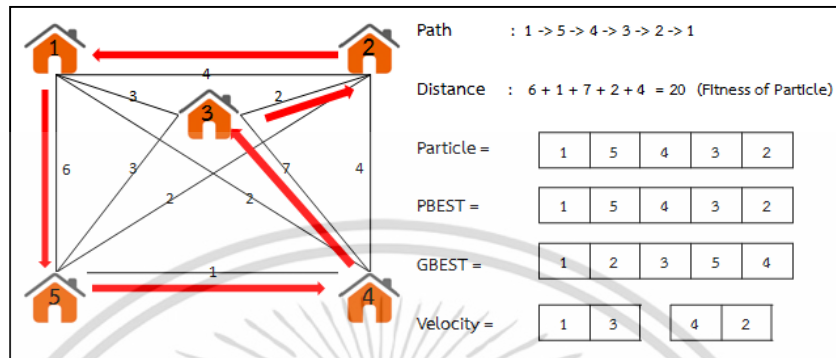 1
2
4
3
2
3
6
3
7
4
2
2
1
5
4
Path : 1 -> 5 -> 4 -> 3 -> 2 -> 1
Distance : 6 + 1 + 7 + 2 + 4 = 20 (Fitness of Particle)
Particle = 1 5 4 3 2
PBEST = 1 5 4 3 2
GBEST = 1 2 3 5 4
Velocity = 1 3 4 2